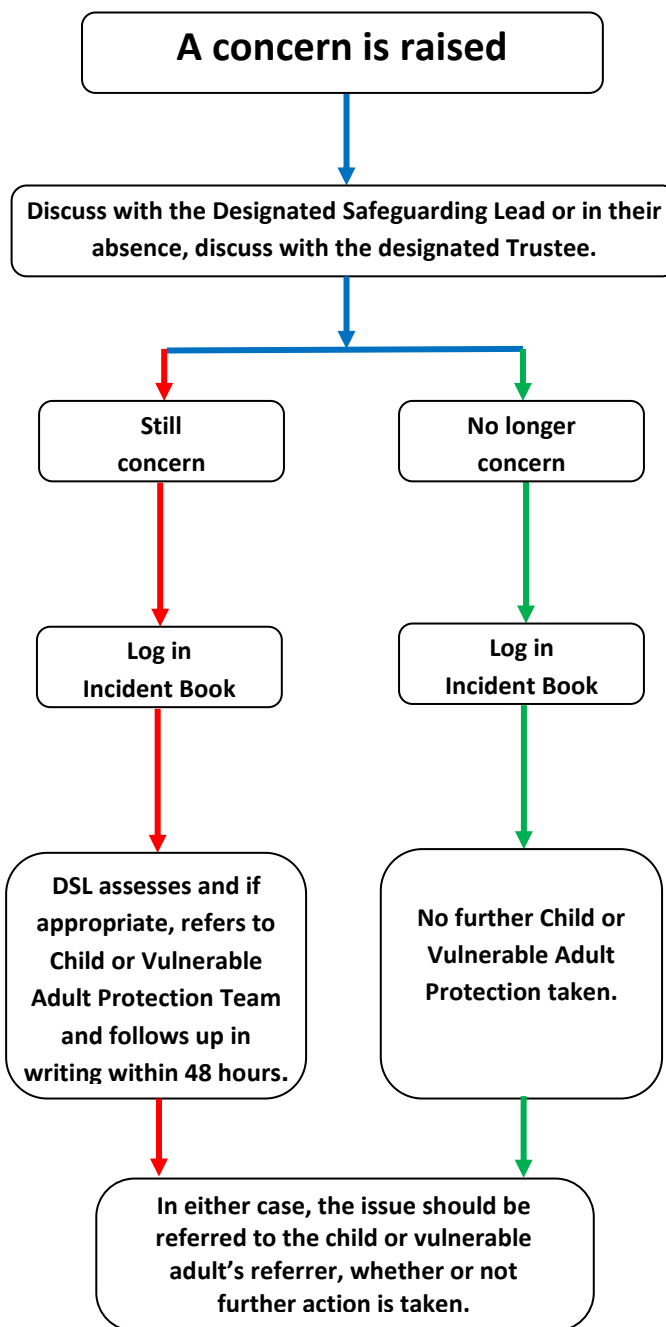 A concern is raised
Discuss with the Designated Safeguarding Lead or in their
absence, discuss with the designated Trustee.
Still
concern
No longer
concern
Log in
Incident Book
Log in
Incident Book
DSL assesses and if
appropriate, refers to
Child or Vulnerable
Adult Protection Team
and follows up in
writing within 48 hours.
No further Child or
Vulnerable Adult
Protection taken.
In either case, the issue should be
referred to the child or vulnerable
adult’s referrer, whether or not
further action is taken.